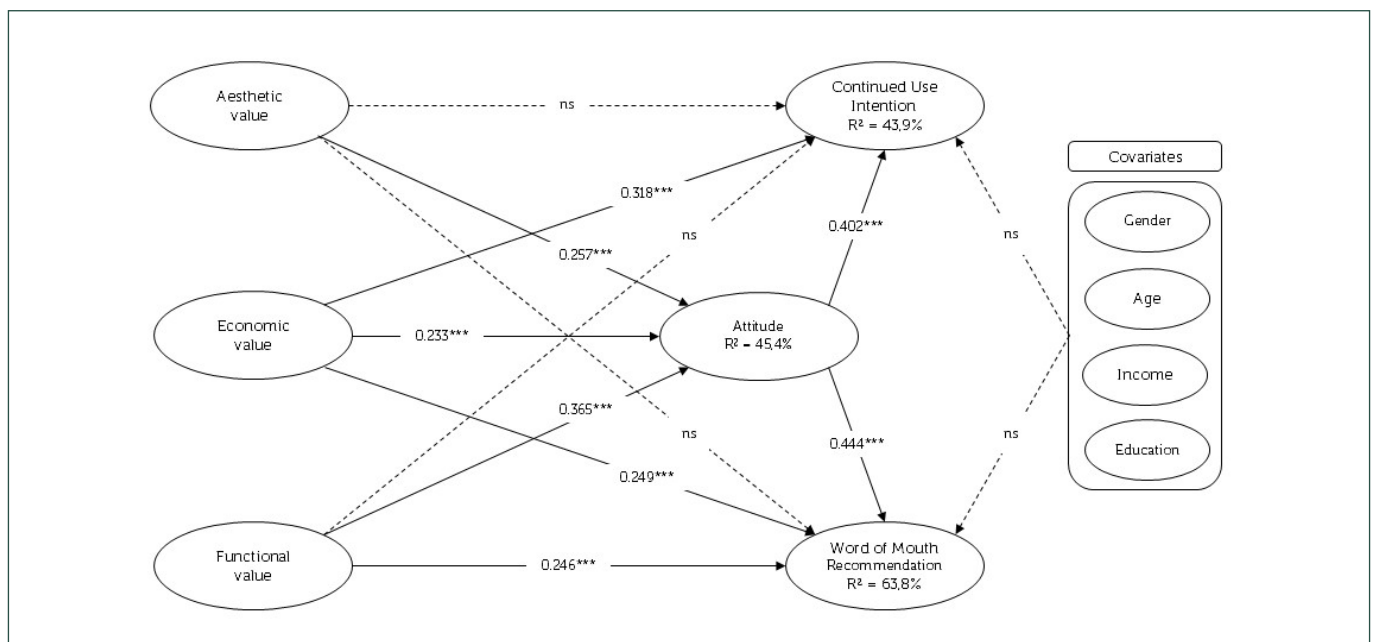 Aesthetic
value
ns
Continued Use
Intention
R² = 43,9%
Covariates
Gender
0.318***
0.402***
ns
ns
0.257***
Age
Economic
value
0.233***
Attitude
R² = 45,4%
Income
0.365***
ns
0.444***
ns
Education
0.249***
Functional
value
0.246***
Word of Mouth
Recommendation
R² = 63,8%